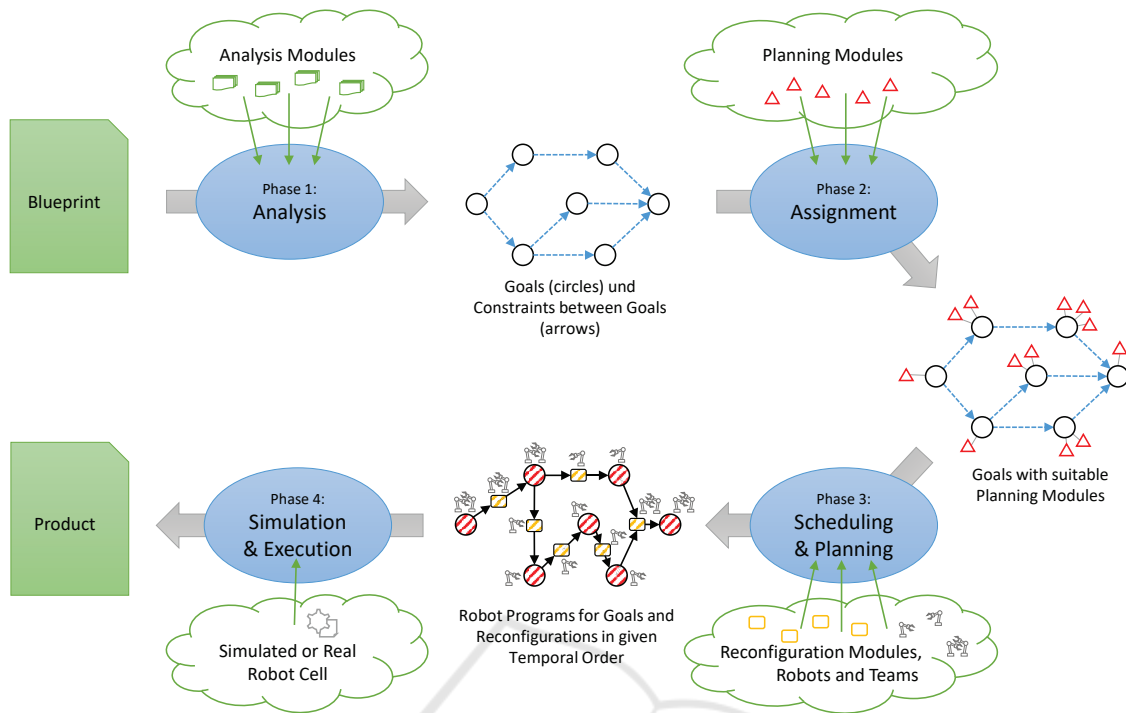 Analysis Modules
Planning Modules
Blueprint
Phase 1:
Analysis
Phase 2:
Assignment
Goals (circles) und
Constraints between Goals
(arrows)
Goals with suitable
Planning Modules
Product
Phase 4:
Simulation
& Execution
Phase 3:
Scheduling
& Planning
Robot Programs for Goals and
Reconfigurations in given
Temporal Order
Simulated or Real
Robot Cell
Reconfiguration Modules,
Robots and Teams